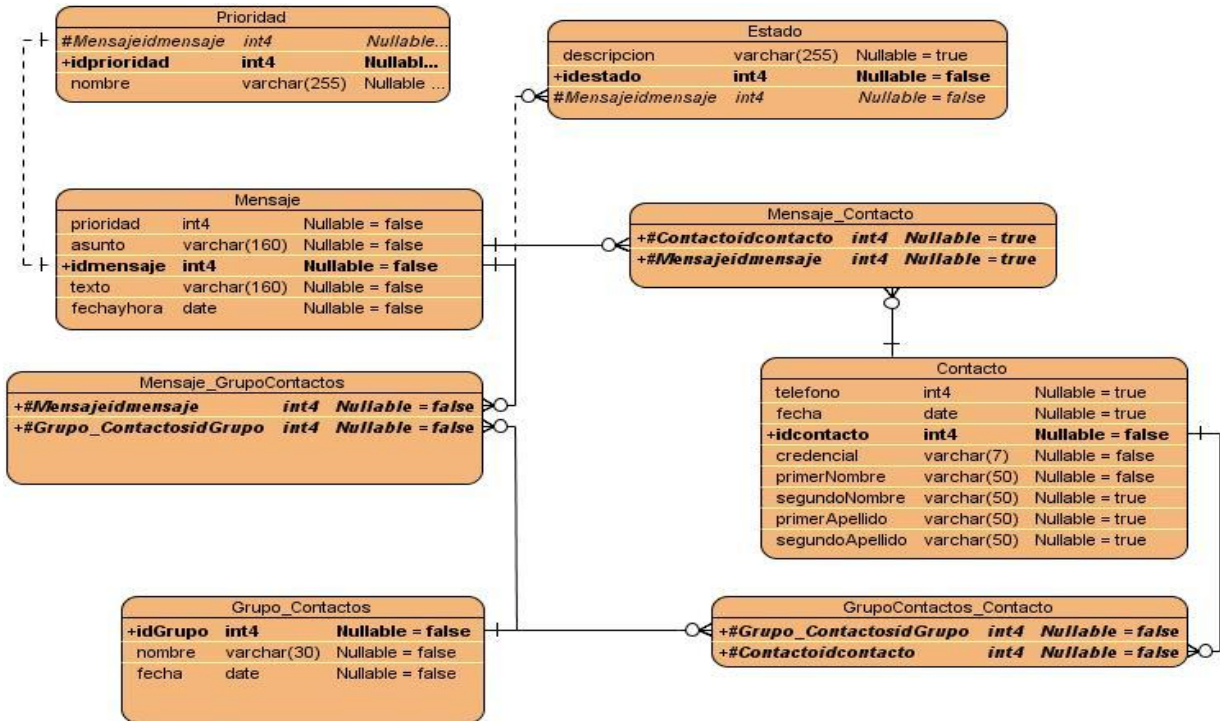 Prioridad
#Mensajeidmensaje int4 Nullable...
+idprioridad int4 Nullabl...
nombre varchar(255) Nullable ...
Estado
descripcion varchar(255) Nullable = true
+idestado int4 Nullable = false
#Mensajeidmensaje int4 Nullable = false
Mensaje
prioridad int4 Nullable = false
asunto varchar(160) Nullable = false
+idmensaje int4 Nullable = false
texto varchar(160) Nullable = false
fechayhora date Nullable = false
Mensaje_Contacto
+#Contactoidcontacto int4 Nullable = true
+#Mensajeidmensaje int4 Nullable = true
Mensaje_GrupoContactos
+#Mensajeidmensaje int4 Nullable = false
+#Grupo_ContactosidGrupo int4 Nullable = false
Contacto
telefono int4 Nullable = true
fecha date Nullable = true
+idcontacto int4 Nullable = false
credencial varchar(7) Nullable = false
primerNombre varchar(50) Nullable = false
segundoNombre varchar(50) Nullable = true
primerApellido varchar(50) Nullable = true
segundoApellido varchar(50) Nullable = true
Grupo_Contactos
+idGrupo int4 Nullable = false
nombre varchar(30) Nullable = false
fecha date Nullable = false
GrupoContactos_Contacto
+#Grupo_ContactosidGrupo int4 Nullable = false
+#Contactoidcontacto int4 Nullable = false